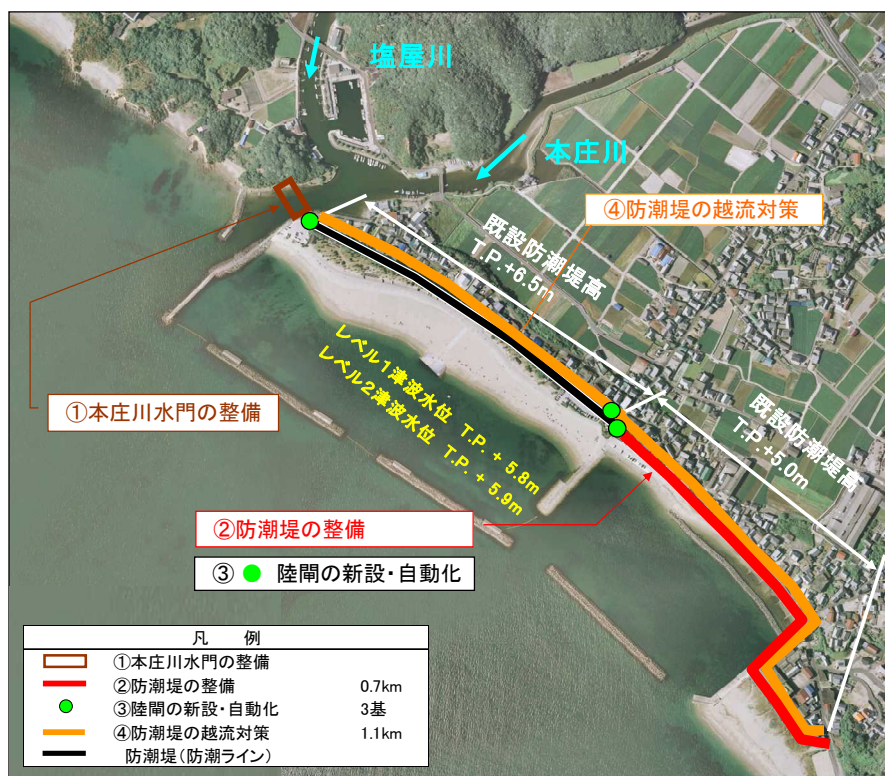 塩屋川
本庄川
④防潮堤の越流対策
既設防潮堤高
T.P.+6.5m
既設防潮堤高
T.P.+5.0m
レベル1津波水位 T.P. + 5.8m
レベル2津波水位 T.P. + 5.9m
①本庄川水門の整備
②防潮堤の整備
③ 陸閘の新設・自動化
凡 例
①本庄川水門の整備
②防潮堤の整備 0.7km
③陸閘の新設・自動化 3基
④防潮堤の越流対策 1.1km
防潮堤(防潮ライン)